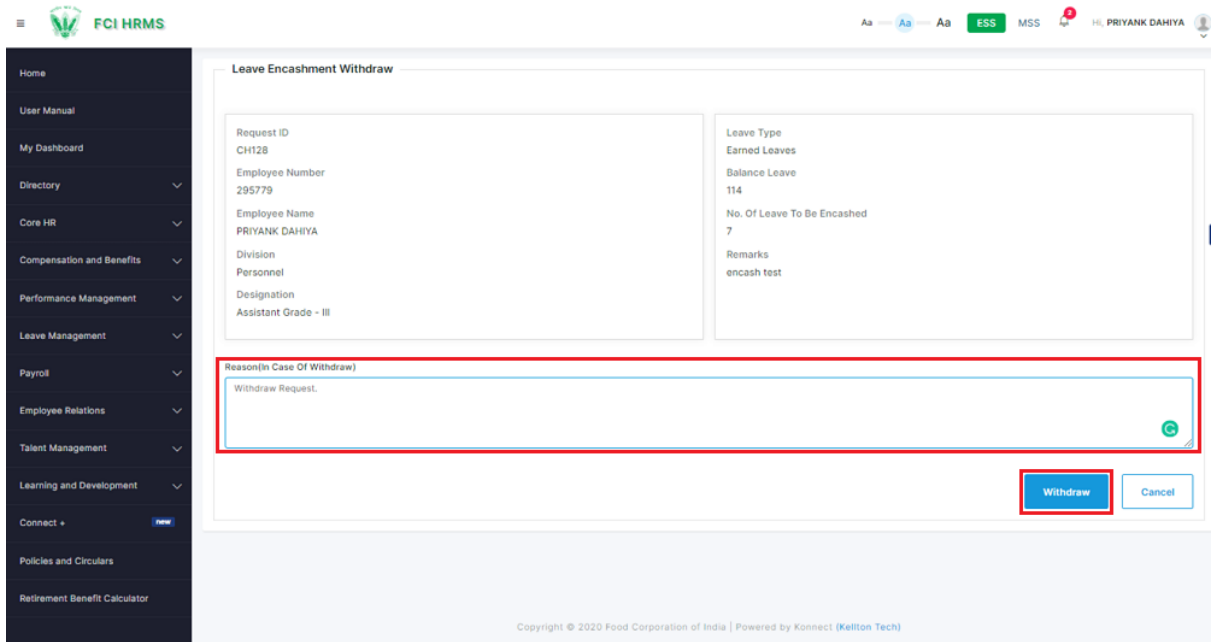 FCI HRMS
Aa Aa Aa ESS MSS 2 Hi, PRIYANK DAHIYA
Home
User Manual
My Dashboard
Directory
Core HR
Compensation and Benefits
Performance Management
Leave Management
Payroll
Employee Relations
Talent Management
Learning and Development
Connect + new
Policies and Circulars
Retirement Benefit Calculator
Leave Encashment Withdraw
Request ID
CH128
Employee Number
295779
Employee Name
PRIYANK DAHIYA
Division
Personnel
Designation
Assistant Grade - III
Leave Type
Earned Leaves
Balance Leave
114
No. Of Leave To Be Encashed
7
Remarks
encash test
Reason(In Case Of Withdraw)
Withdraw Request.
Withdraw Cancel
Copyright © 2020 Food Corporation of India | Powered by Konnect (Kellton Tech)